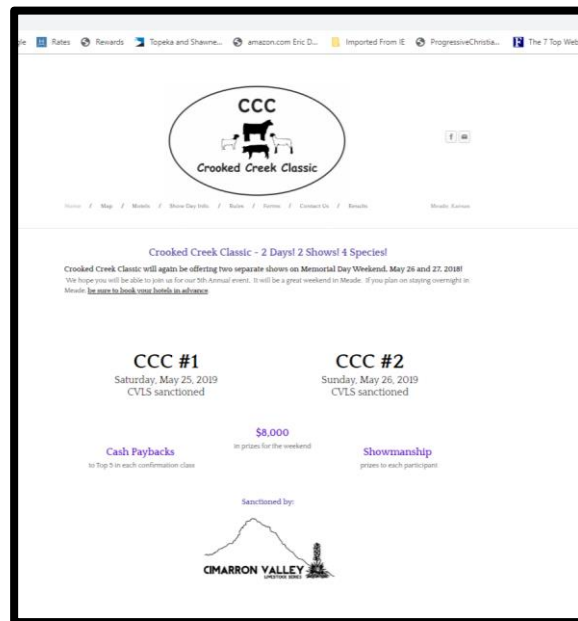 gle Rates Rewards Topeka and Shawne... amazon.com Eric D... Imported From IE ProgressiveChristia... The 7 Top Web
CCC
Crooked Creek Classic
Home / Map / Motels / Show Day Info / Rules / Forms / Contact Us / Results Meade, Kansas
Crooked Creek Classic - 2 Days! 2 Shows! 4 Species!
Crooked Creek Classic will again be offering two separate shows on Memorial Day Weekend, May 26 and 27, 2018!
We hope you will be able to join us for our 5th Annual event. It will be a great weekend in Meade. If you plan on staying overnight in
Meade, be sure to book your hotels in advance.
CCC #1 CCC #2
Saturday, May 25, 2019 Sunday, May 26, 2019
CVLS sanctioned CVLS sanctioned
$8,000
in prizes for the weekend
Cash Paybacks Showmanship
to Top 5 in each confirmation class prizes to each participant
Sanctioned by:
CIMARRON VALLEY
LIVESTOCK SERIES